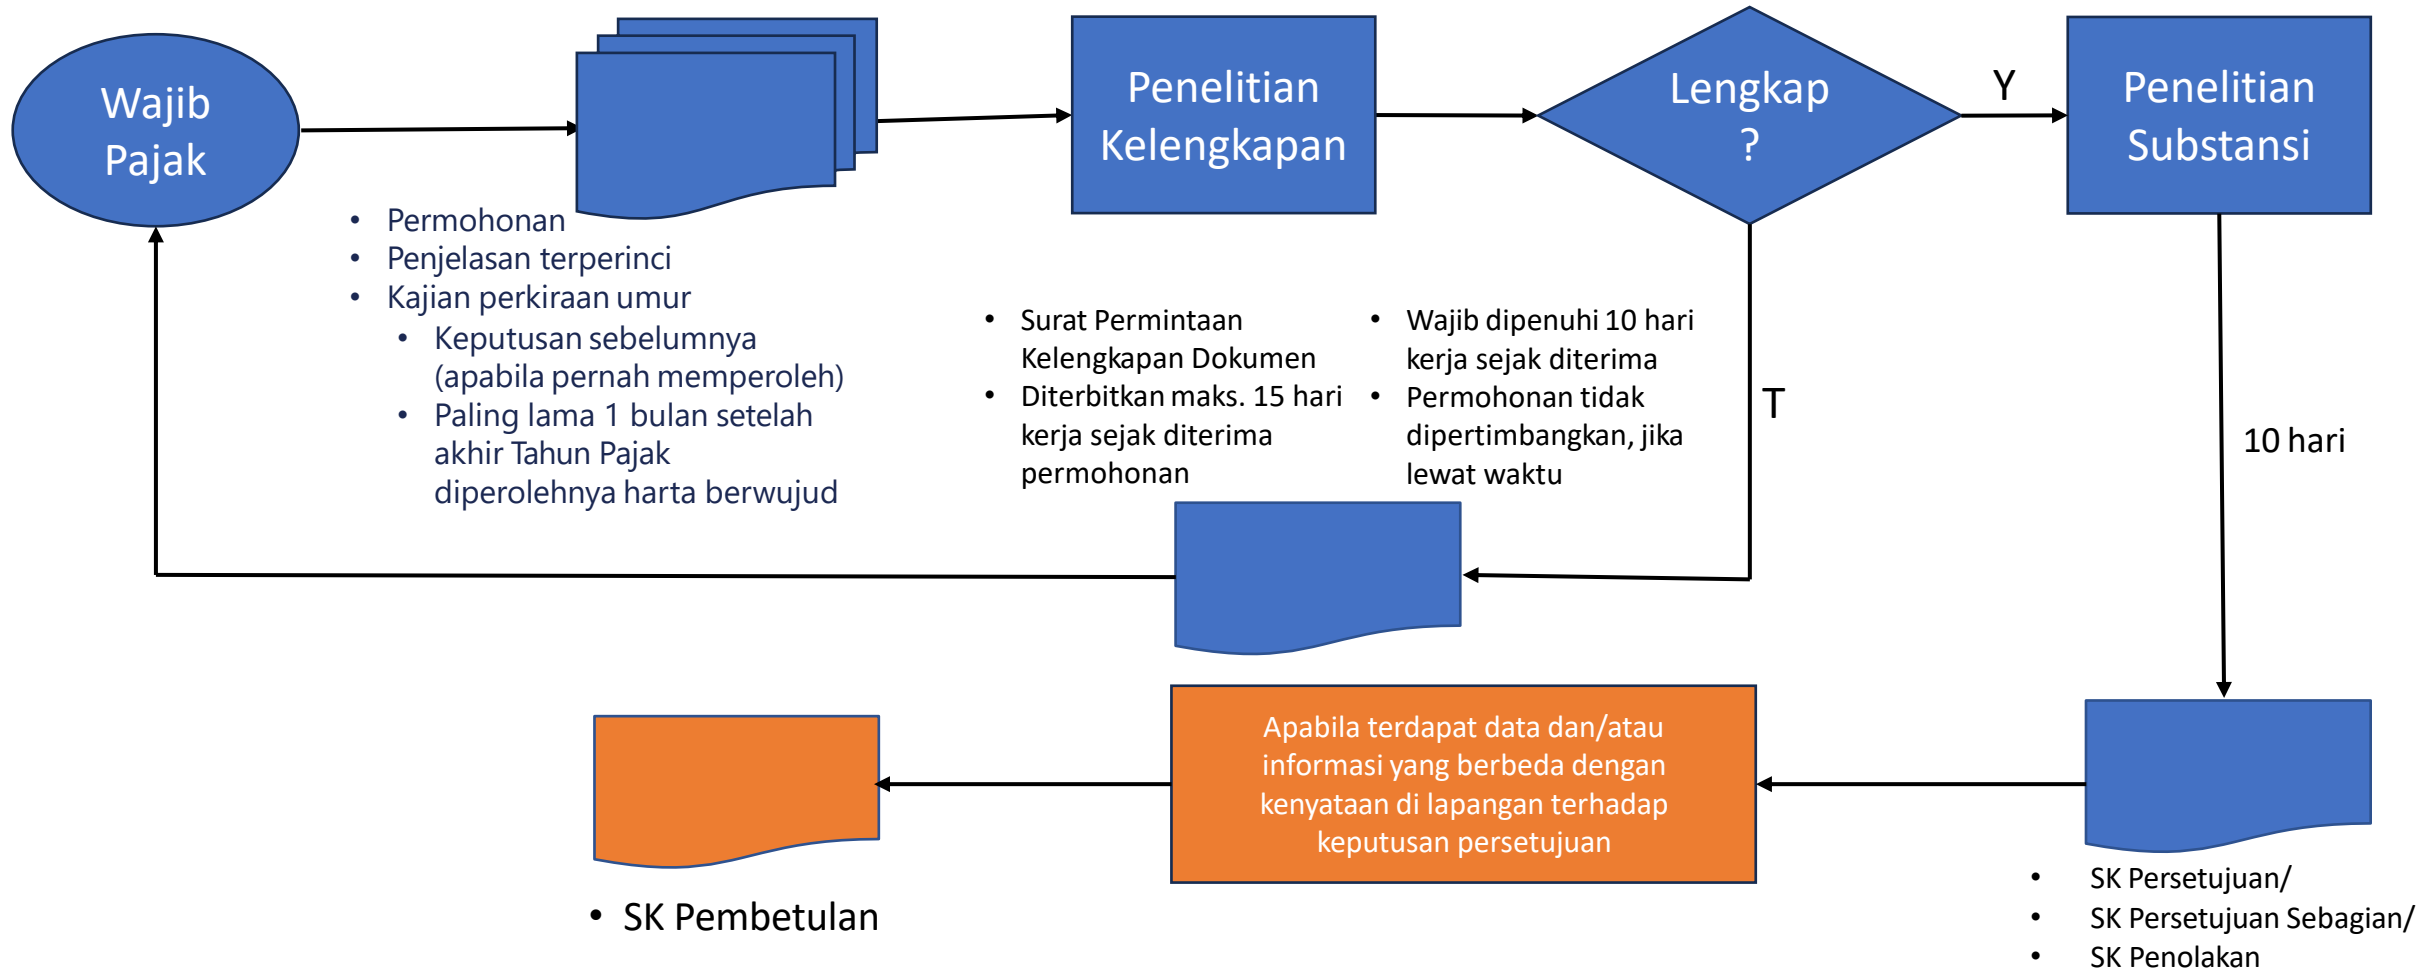 Wajib
Pajak
Penelitian
Kelengkapan
Lengkap
?
Y
Penelitian
Substansi
• Permohonan
• Penjelasan terperinci
• Kajian perkiraan umur
• Keputusan sebelumnya
(apabila pernah memperoleh)
• Paling lama 1 bulan setelah
akhir Tahun Pajak
diperolehnya harta berwujud
• Surat Permintaan
Kelengkapan Dokumen
• Diterbitkan maks. 15 hari
kerja sejak diterima
permohonan
• Wajib dipenuhi 10 hari
kerja sejak diterima
• Permohonan tidak
dipertimbangkan, jika
lewat waktu
T
10 hari
Apabila terdapat data dan/atau
informasi yang berbeda dengan
kenyataan di lapangan terhadap
keputusan persetujuan
• SK Pembetulan
• SK Persetujuan/
• SK Persetujuan Sebagian/
• SK Penolakan